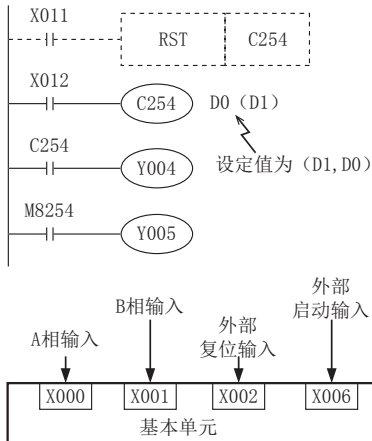 X011
RST C254
X012
C254 D0（D1）
C254
设定值为（D1,D0）
Y004
M8254
Y005
外部
启动输入
B相输入
外部
复位输入
A相输入
X000 X001 X002 X006
基本单元